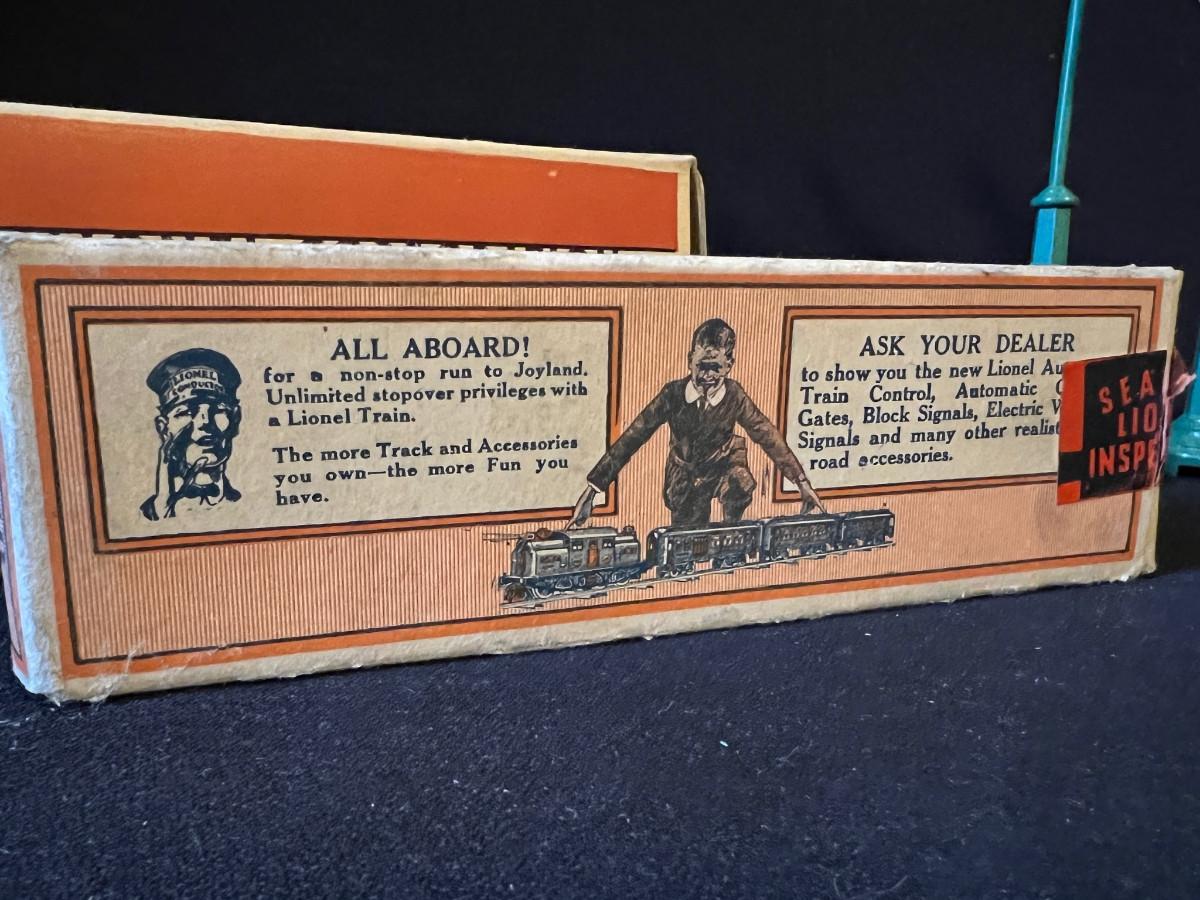 LIONEL
CONDUCTOR
ALL ABOARD!
for a non-stop run to Joyland.
Unlimited stopover privileges with
a Lionel Train.
The more Track and Accessories
you own—the more Fun you
have.
ASK YOUR DEALER
to show you the new Lionel Au
Train Control, Automatic
Gates, Block Signals, Electric W
Signals and many other realist
road accessories.
SEA
LIO
INSPE